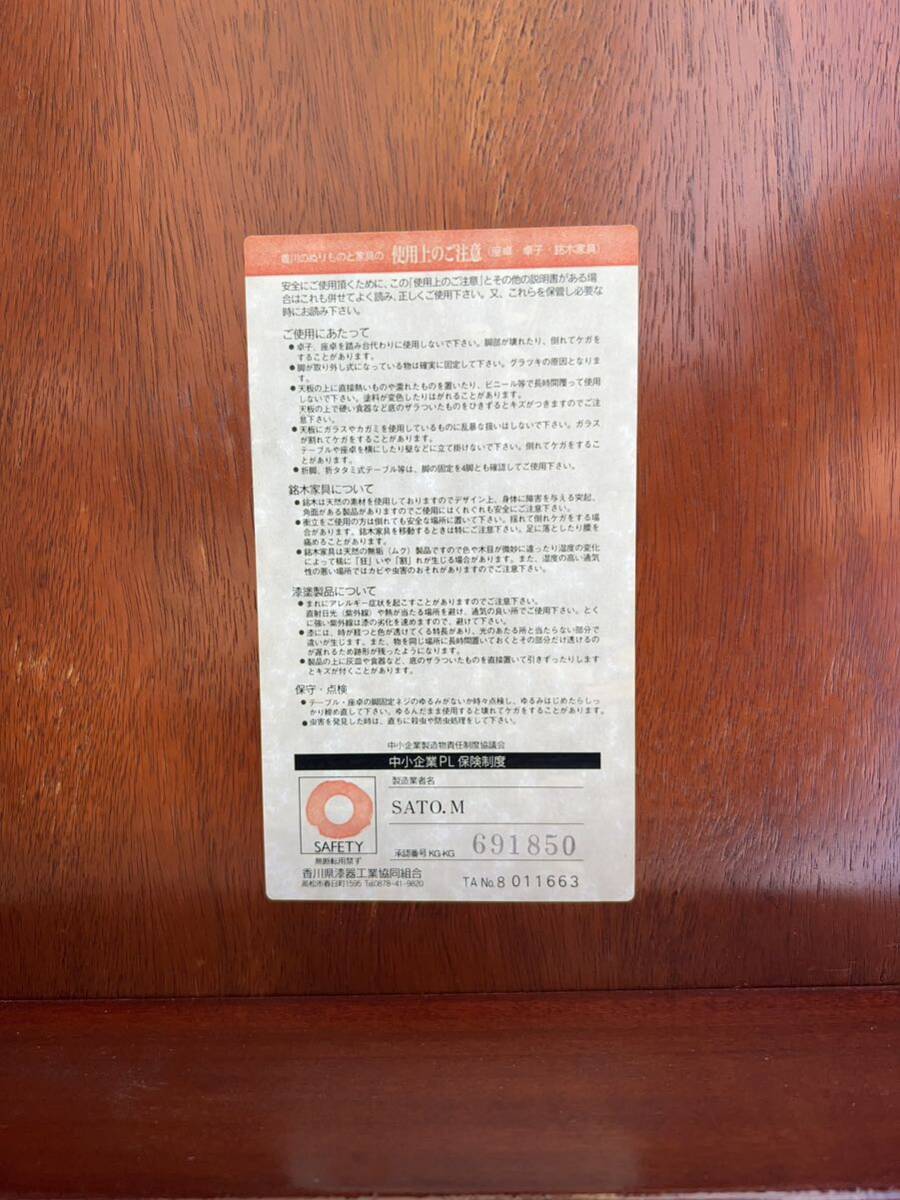 香川のぬりものと家具の 使用上のご注意 (座卓・卓子・銘木家具)
安全にご使用頂くために、この「使用上のご注意」とその他の説明書がある場
合はこれも併せてよく読み、正しくご使用下さい。又、これらを保管し必要な
時にお読み下さい。
ご使用にあたって
●卓子、座卓を踏み台代わりに使用しないで下さい。脚部が壊れたり、倒れてケガを
することがあります。
●脚が取り外し式になっている物は確実に固定して下さい。グラツキの原因となりま
す。
●天板の上に直接熱いものや濡れたものを置いたり、ビニール等で長時間覆って使用
しないで下さい。塗料が変色したりはがれることがあります。
天板の上で硬い食器など底のザラついたものをひきずるとキズがつきますのでご注
意下さい。
●天板にガラスやカガミを使用しているものに乱暴な扱いはしないで下さい。ガラス
が割れてケガをすることがあります。
テーブルや座卓を横にしたり壁などに立て掛けないで下さい。倒れてケガをするこ
とがあります。
●折脚、折タタミ式テーブル等は、脚の固定を4脚とも確認してご使用下さい。
銘木家具について
●銘木は天然の素材を使用しておりますのでデザイン上、身体に障害を与える突起、
角面がある製品がありますのでご使用にはくれぐれも安全にご注意下さい。
●衝立をご使用の方は倒れても安全な場所に置いて下さい。揺れて倒れケガをする場
合があります。銘木家具を移動するときは特にご注意下さい。足に落としたり腰を
痛めることがあります。
●銘木家具は天然の無垢(ムク)製品ですので色や木目が微妙に違ったり湿度の変化
によって稀に「狂」いや「割」れが生じる場合があります。また、湿度の高い通気
性の悪い場所ではカビや虫害のおそれがありますのでご注意下さい。
漆塗製品について
●まれにアレルギー症状を起こすことがありますのでご注意下さい。
直射日光(紫外線)や熱が当たる場所を避け、通気の良い所でご使用下さい。とく
に強い紫外線は漆の劣化を速めますので、避けて下さい。
●漆には、時が経つと色が透けてくる特長があり、光のあたる所と当たらない部分で
違いが生じます。また、物を同じ場所に長時間置いておくとその部分だけ透けるの
が遅れるため跡形が残ったようになります。
●製品の上に灰皿や食器など、底のザラついたものを直接置いて引きずったりします
とキズが付くことがあります。
保守・点検
●テーブル・座卓の脚固定ネジのゆるみがないか時々点検し、ゆるみはじめたらしっ
かり締め直して下さい。ゆるんだまま使用すると壊れてケガをすることがあります。
●虫害を発見した時は、直ちに殺虫や防虫処理をして下さい。
中小企業製造物責任制度協議会
中小企業PL保険制度
製造業者名
SATO.M
SAFETY
承認番号 KG-KG 691850
無断転用禁ず
香川県漆器工業協同組合
高松市春日町1595 Tel.0878-41-9820
TA No.8 011663